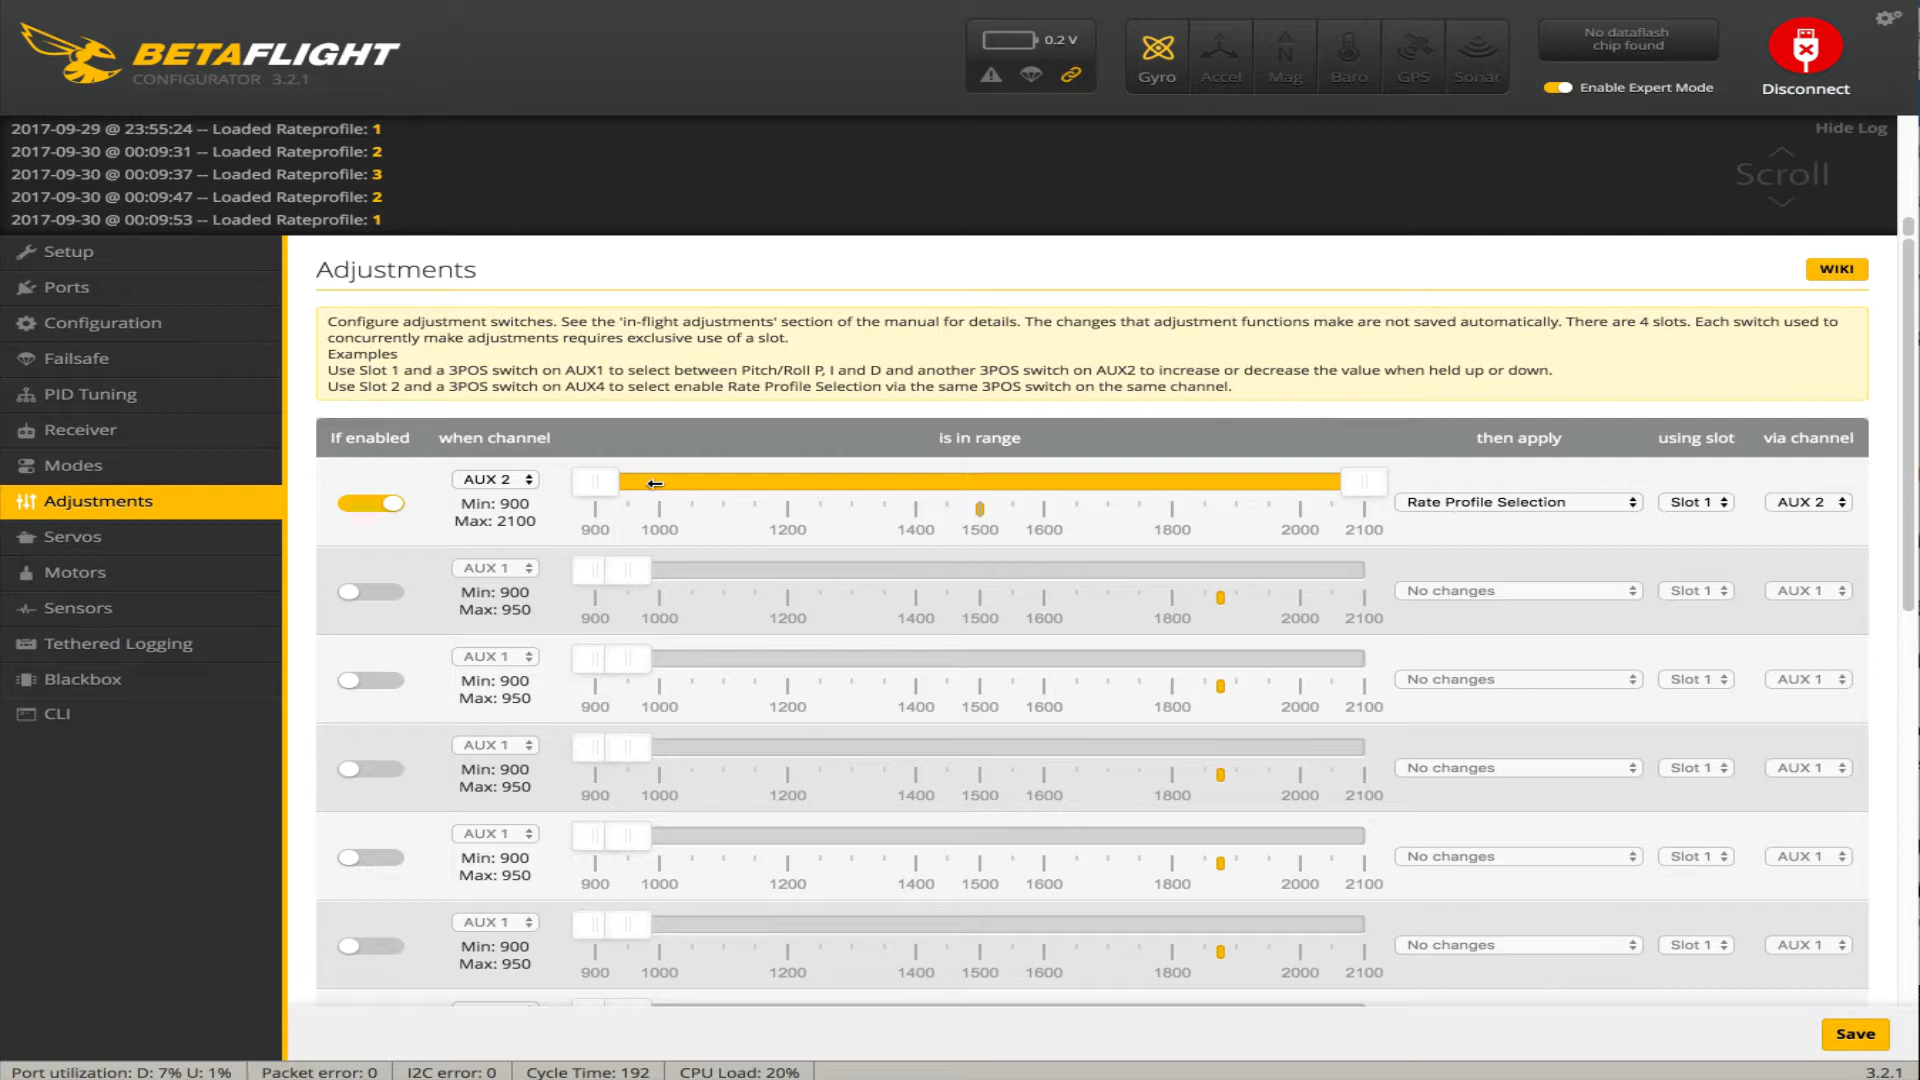 BETAFLIGHT
CONFIGURATOR 3.2.1
0.2 V
Gyro Accel Mag Baro GPS Sonar
No dataflash
chip found
Enable Expert Mode
Disconnect
2017-09-29 @ 23:55:24 -- Loaded Rateprofile: 1
2017-09-30 @ 00:09:31 -- Loaded Rateprofile: 2
2017-09-30 @ 00:09:37 -- Loaded Rateprofile: 3
2017-09-30 @ 00:09:47 -- Loaded Rateprofile: 2
2017-09-30 @ 00:09:53 -- Loaded Rateprofile: 1
Hide Log
Scroll
Setup
Ports
Configuration
Failsafe
PID Tuning
Receiver
Modes
Adjustments
Servos
Motors
Sensors
Tethered Logging
Blackbox
CLI
Adjustments
WIKI
Configure adjustment switches. See the 'in-flight adjustments' section of the manual for details. The changes that adjustment functions make are not saved automatically. There are 4 slots. Each switch used to
concurrently make adjustments requires exclusive use of a slot.
Examples
Use Slot 1 and a 3POS switch on AUX1 to select between Pitch/Roll P, I and D and another 3POS switch on AUX2 to increase or decrease the value when held up or down.
Use Slot 2 and a 3POS switch on AUX4 to select enable Rate Profile Selection via the same 3POS switch on the same channel.
If enabled when channel is in range then apply using slot via channel
AUX 2
Min: 900
Max: 2100
900 1000 1200 1400 1500 1600 1800 2000 2100
Rate Profile Selection Slot 1 AUX 2
AUX 1
Min: 900
Max: 950
900 1000 1200 1400 1500 1600 1800 2000 2100
No changes Slot 1 AUX 1
AUX 1
Min: 900
Max: 950
900 1000 1200 1400 1500 1600 1800 2000 2100
No changes Slot 1 AUX 1
AUX 1
Min: 900
Max: 950
900 1000 1200 1400 1500 1600 1800 2000 2100
No changes Slot 1 AUX 1
AUX 1
Min: 900
Max: 950
900 1000 1200 1400 1500 1600 1800 2000 2100
No changes Slot 1 AUX 1
AUX 1
Min: 900
Max: 950
900 1000 1200 1400 1500 1600 1800 2000 2100
No changes Slot 1 AUX 1
Save
Port utilization: D: 7% U: 1% Packet error: 0 I2C error: 0 Cycle Time: 192 CPU Load: 20% 3.2.1